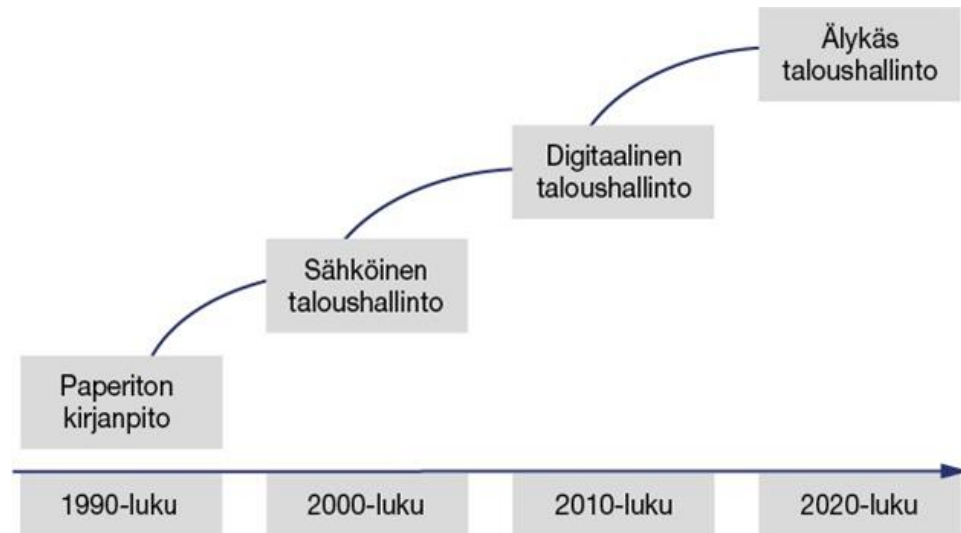 Älykäs
taloushallinto
Digitaalinen
taloushallinto
Sähköinen
taloushallinto
Paperiton
kirjanpito
1990-luku
2000-luku
2010-luku
2020-luku